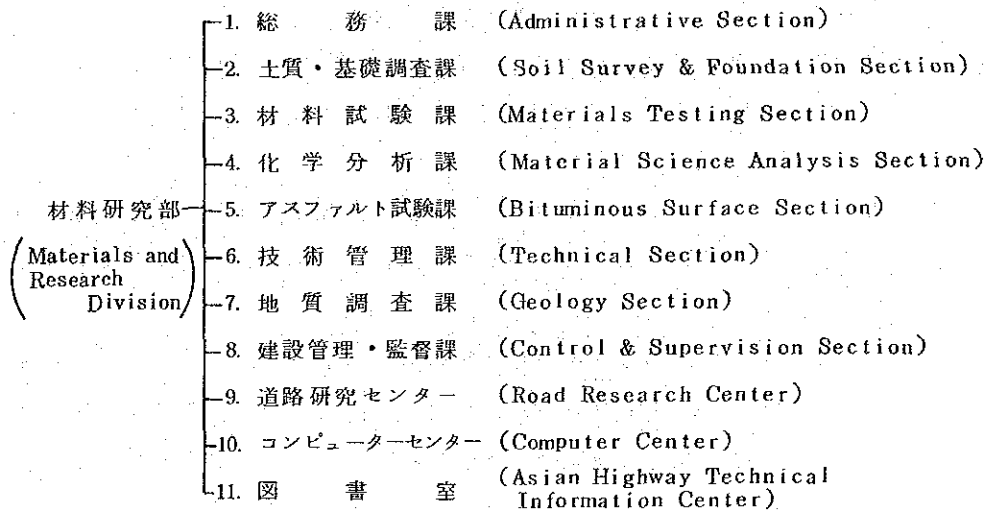 1. 総務課 (Administrative Section)
2. 土質・基礎調査課 (Soil Survey & Foundation Section)
3. 材料試験課 (Materials Testing Section)
4. 化学分析課 (Material Science Analysis Section)
材料研究部 5. アスファルト試験課 (Bituminous Surface Section)
(Materials and Research Division) 6. 技術管理課 (Technical Section)
7. 地質調査課 (Geology Section)
8. 建設管理・監督課 (Control & Supervision Section)
9. 道路研究センター (Road Research Center)
10. コンピューターセンター (Computer Center)
11. 図書室 (Asian Highway Technical
Information Center)